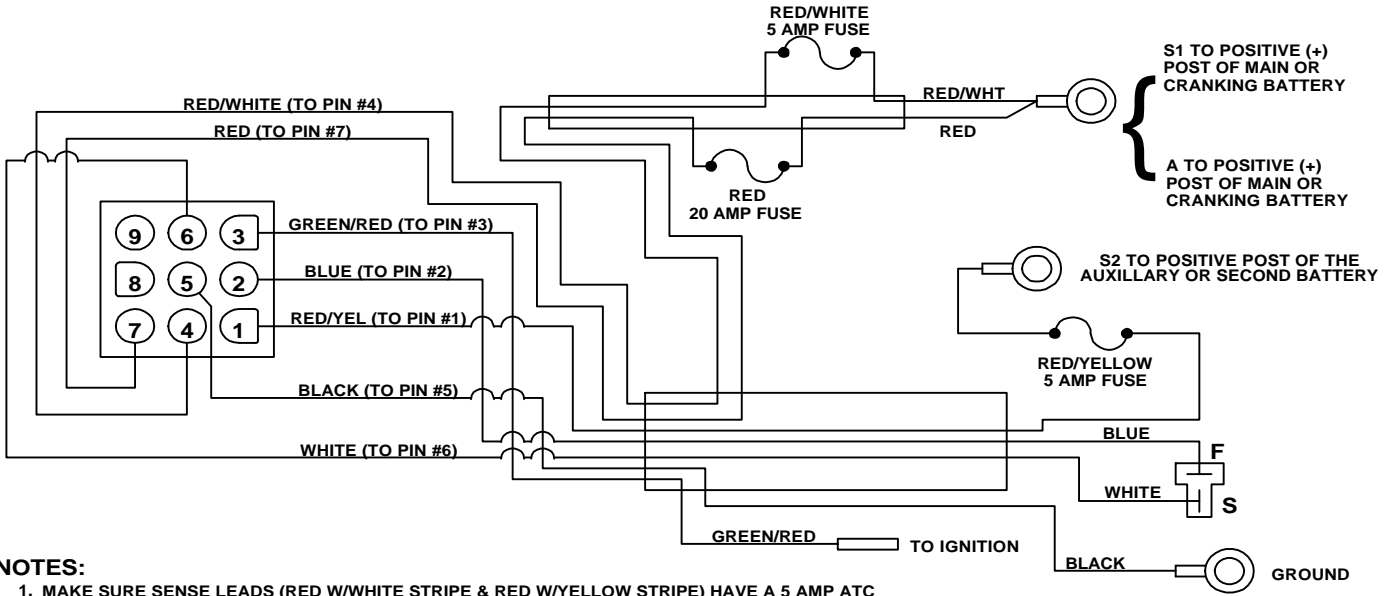 RED/WHITE
5 AMP FUSE
S1 TO POSITIVE (+)
POST OF MAIN OR
CRANKING BATTERY
RED/WHITE (TO PIN #4)
RED/WHT
RED (TO PIN #7)
RED
A TO POSITIVE (+)
POST OF MAIN OR
CRANKING BATTERY
RED
20 AMP FUSE
9 6 3
GREEN/RED (TO PIN #3)
8 5 2
BLUE (TO PIN #2)
S2 TO POSITIVE POST OF THE
AUXILLARY OR SECOND BATTERY
7 4 1
RED/YEL (TO PIN #1)
RED/YELLOW
5 AMP FUSE
BLACK (TO PIN #5)
BLUE
WHITE (TO PIN #6)
F
WHITE
S
GREEN/RED
TO IGNITION
BLACK
GROUND
NOTES:
1. MAKE SURE SENSE LEADS (RED W/WHITE STRIPE & RED W/YELLOW STRIPE) HAVE A 5 AMP ATC